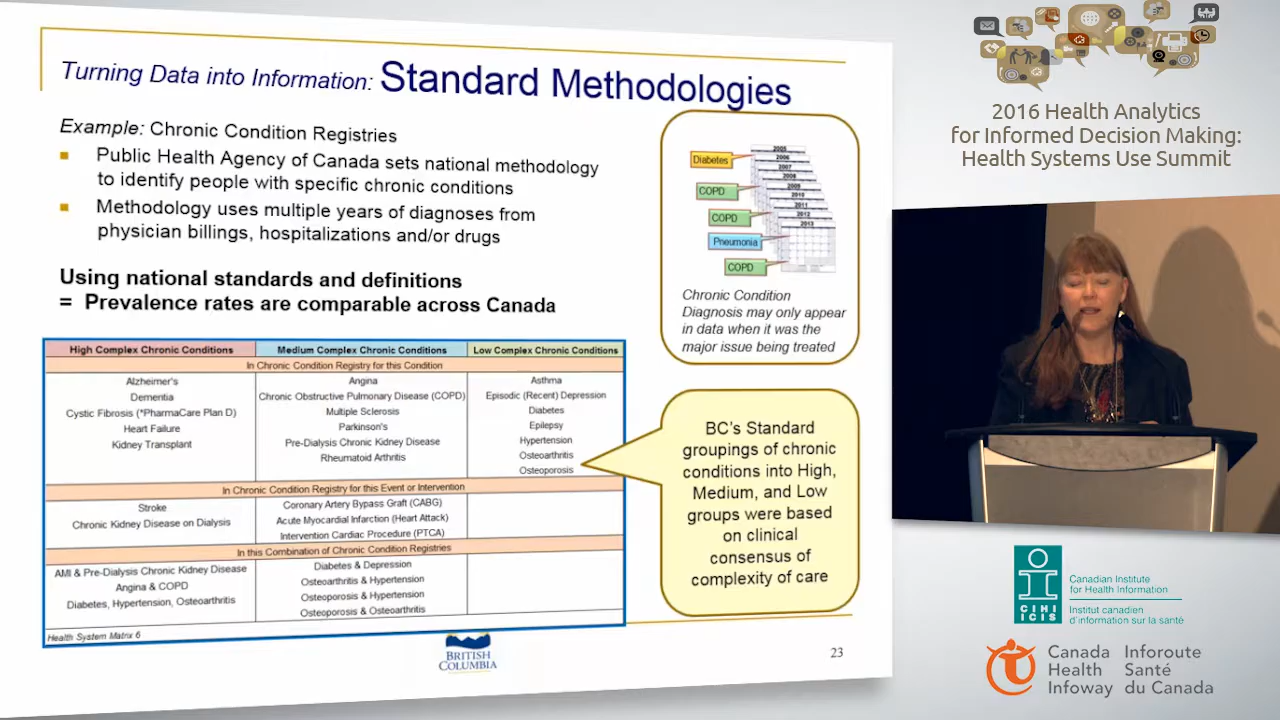 Turning Data into Information: Standard Methodologies
Example: Chronic Condition Registries
Public Health Agency of Canada sets national methodology
to identify people with specific chronic conditions
Methodology uses multiple years of diagnoses from
physician billings, hospitalizations and/or drugs
Using national standards and definitions
= Prevalence rates are comparable across Canada
2005
2006
2007
2008
2009
2010
2011
2012
2013
Diabetes
COPD
COPD
Pneumonia
COPD
Chronic Condition
Diagnosis may only appear
in data when it was the
major issue being treated
High Complex Chronic Conditions Medium Complex Chronic Conditions Low Complex Chronic Conditions
In Chronic Condition Registry for this Condition
Alzheimer's Angina Asthma
Dementia Chronic Obstructive Pulmonary Disease (COPD) Episodic (Recent) Depression
Cystic Fibrosis (*PharmaCare Plan D) Multiple Sclerosis Diabetes
Heart Failure Parkinson's Epilepsy
Kidney Transplant Pre-Dialysis Chronic Kidney Disease Hypertension
Rheumatoid Arthritis Osteoarthritis
Osteoporosis
In Chronic Condition Registry for this Event or Intervention
Stroke Coronary Artery Bypass Graft (CABG)
Chronic Kidney Disease on Dialysis Acute Myocardial Infarction (Heart Attack)
Intervention Cardiac Procedure (PTCA)
In this Combination of Chronic Condition Registries
AMI & Pre-Dialysis Chronic Kidney Disease Diabetes & Depression
Angina & COPD Osteoarthritis & Hypertension
Diabetes, Hypertension, Osteoarthritis Osteoporosis & Hypertension
Osteoporosis & Osteoarthritis
Health System Matrix 6
BC's Standard
groupings of chronic
conditions into High,
Medium, and Low
groups were based
on clinical
consensus of
complexity of care
BRITISH
COLUMBIA
23
2016 Health Analytics
for Informed Decision Making:
Health Systems Use Summit
CIHI
ICIS
Canadian Institute
for Health Information
Institut canadien
d'information sur la santé
Canada Inforoute
Health Santé
Infoway du Canada